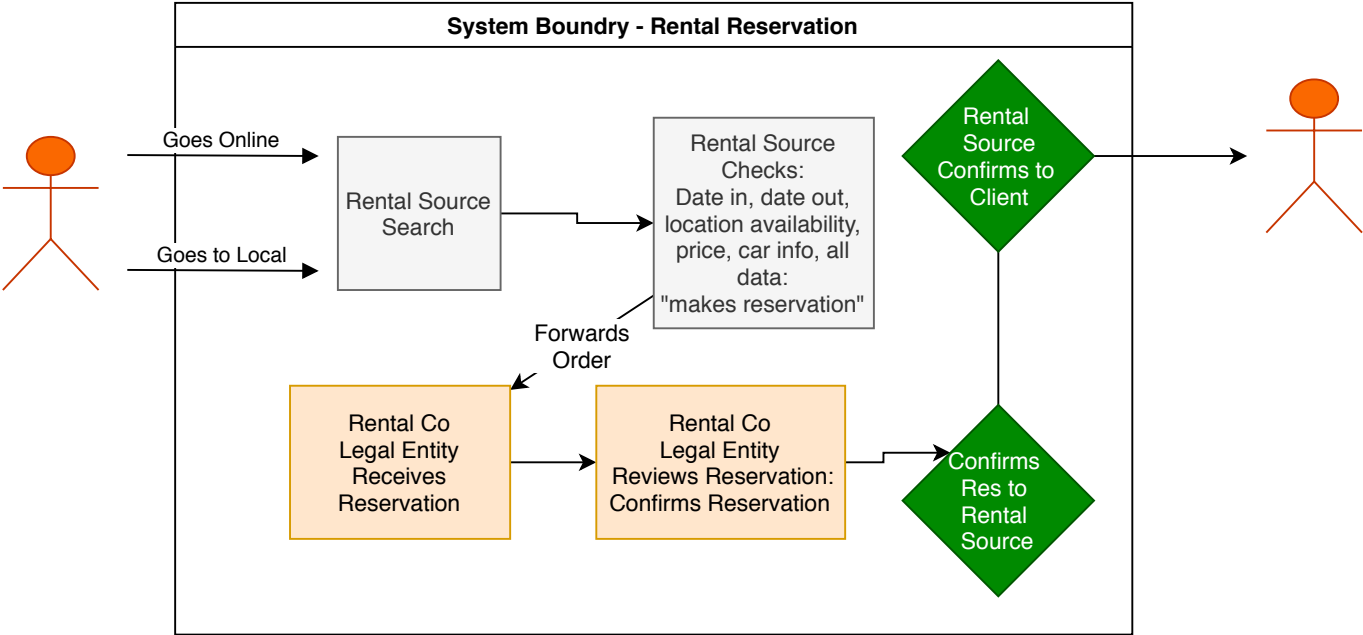 System Boundry - Rental Reservation
Goes Online
Goes to Local
Rental Source
Search
Rental Source
Checks:
Date in, date out,
location availability,
price, car info, all
data:
"makes reservation"
Rental
Source
Confirms to
Client
Forwards
Order
Rental Co
Legal Entity
Receives
Reservation
Rental Co
Legal Entity
Reviews Reservation:
Confirms Reservation
Confirms
Res to
Rental
Source